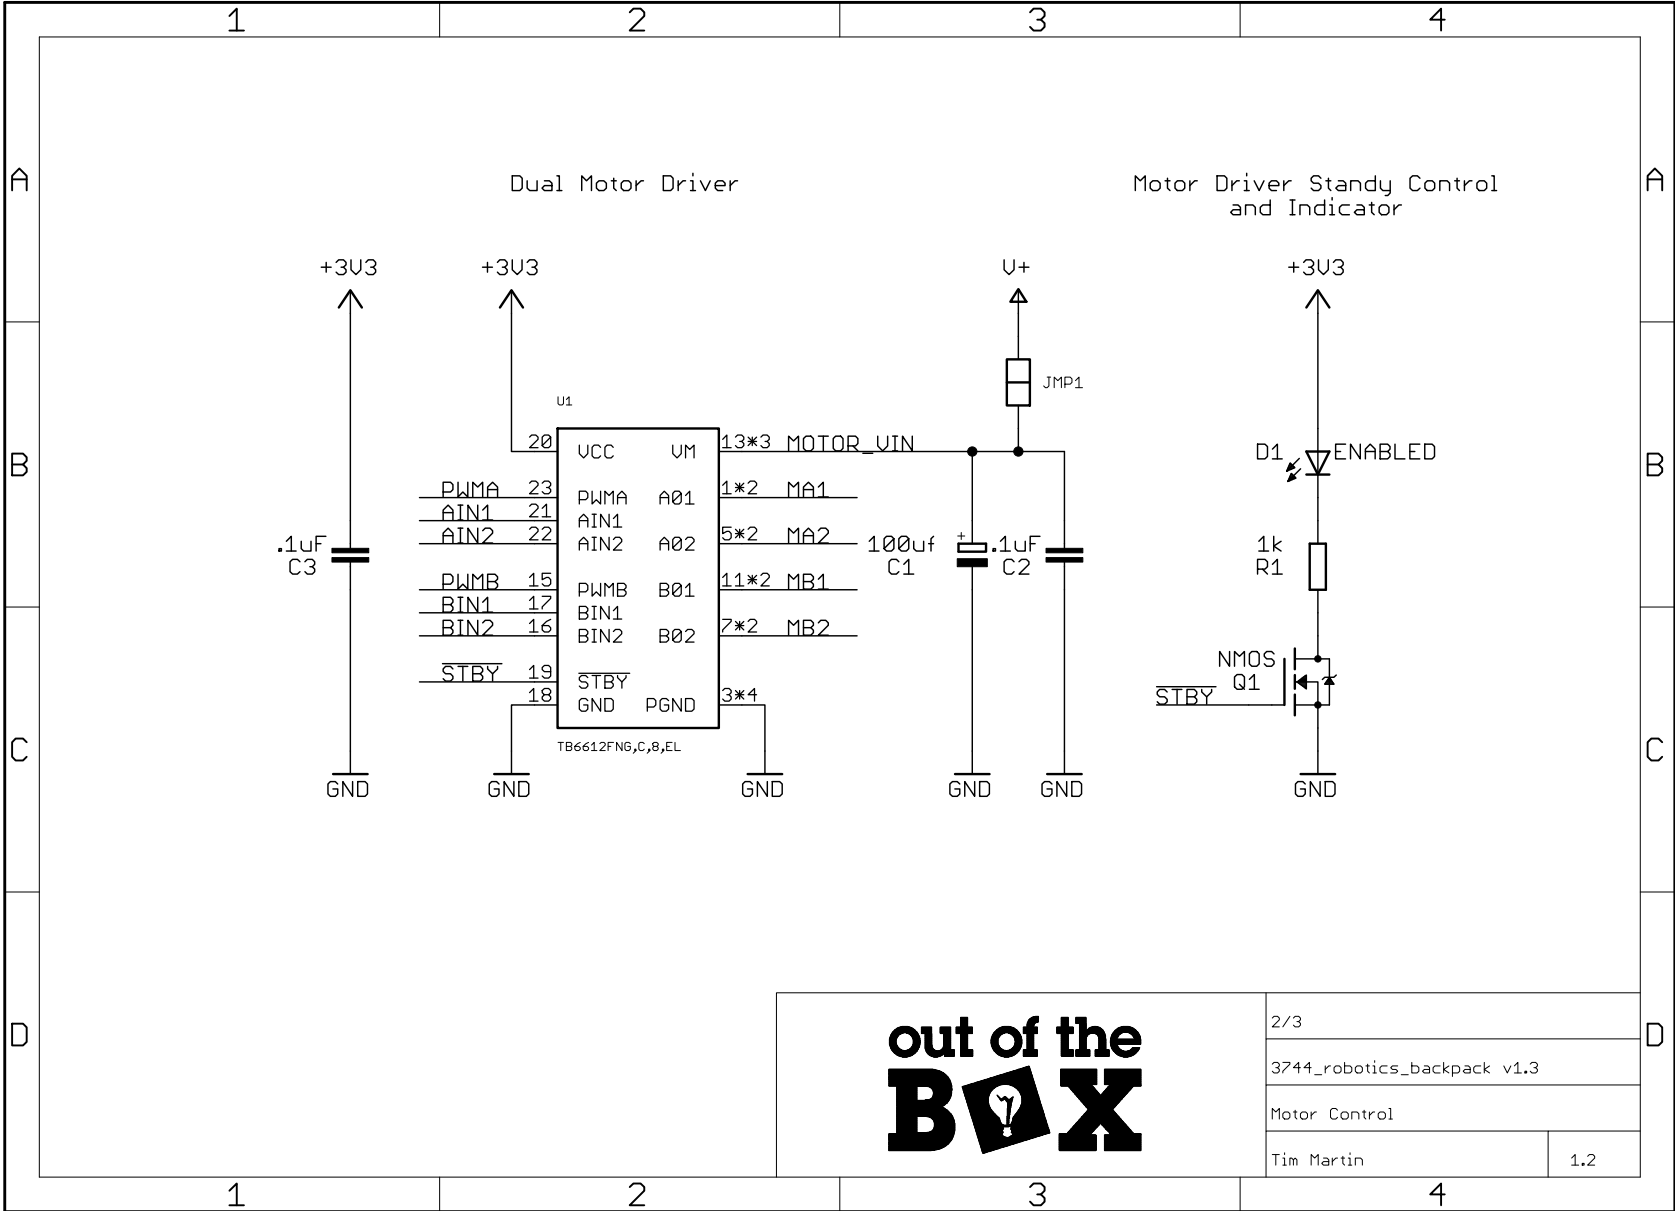 1 2 3 4
A A
Dual Motor Driver
Motor Driver Standy Control
and Indicator
+3V3 +3V3 V+ +3V3
JMP1
U1
B B
20 VCC VM 13*3 MOTOR_VIN
D1 ENABLED
PWMA 23 PWMA A01 1*2 MA1
AIN1 21 AIN1
AIN2 22 AIN2 A02 5*2 MA2
.1uF
C3
100uf
C1
+
.1uF
C2
1k
R1
PWMB 15 PWMB B01 11*2 MB1
BIN1 17 BIN1
BIN2 16 BIN2 B02 7*2 MB2
STBY 19 STBY
18 GND PGND 3*4
NMOS
Q1
STBY
TB6612FNG,C,8,EL
C C
GND GND GND GND GND GND
D D
out of the
BOX
2/3
3744_robotics_backpack v1.3
Motor Control
Tim Martin 1.2
1 2 3 4